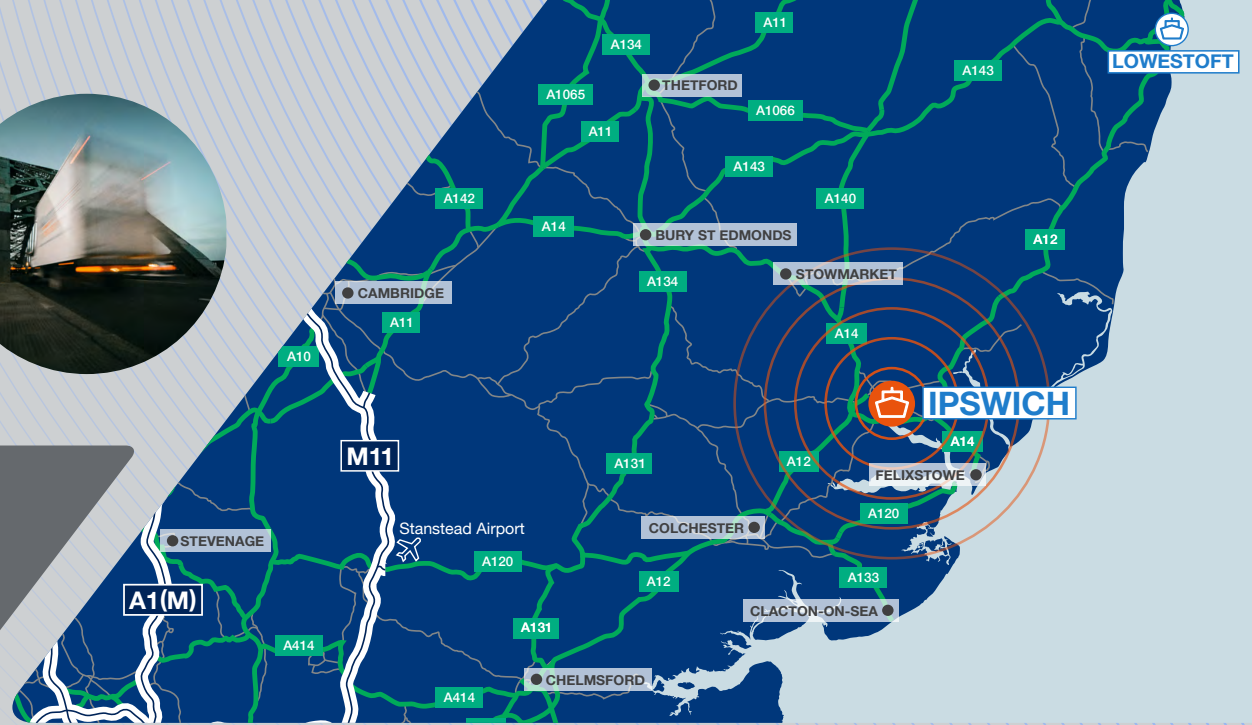 A11
A134
LOWESTOFT
A143
THETFORD
A1065
A1066
A11
A143
A142
A140
A14
BURY ST EDMONDS
A12
STOWMARKET
A134
CAMBRIDGE
A11
A14
A10
IPSWICH
A14
M11
A131
A12
FELIXSTOWE
A120
Stanstead Airport
COLCHESTER
STEVENAGE
A120
A133
A12
A1(M)
CLACTON-ON-SEA
A131
A414
CHELMSFORD
A414